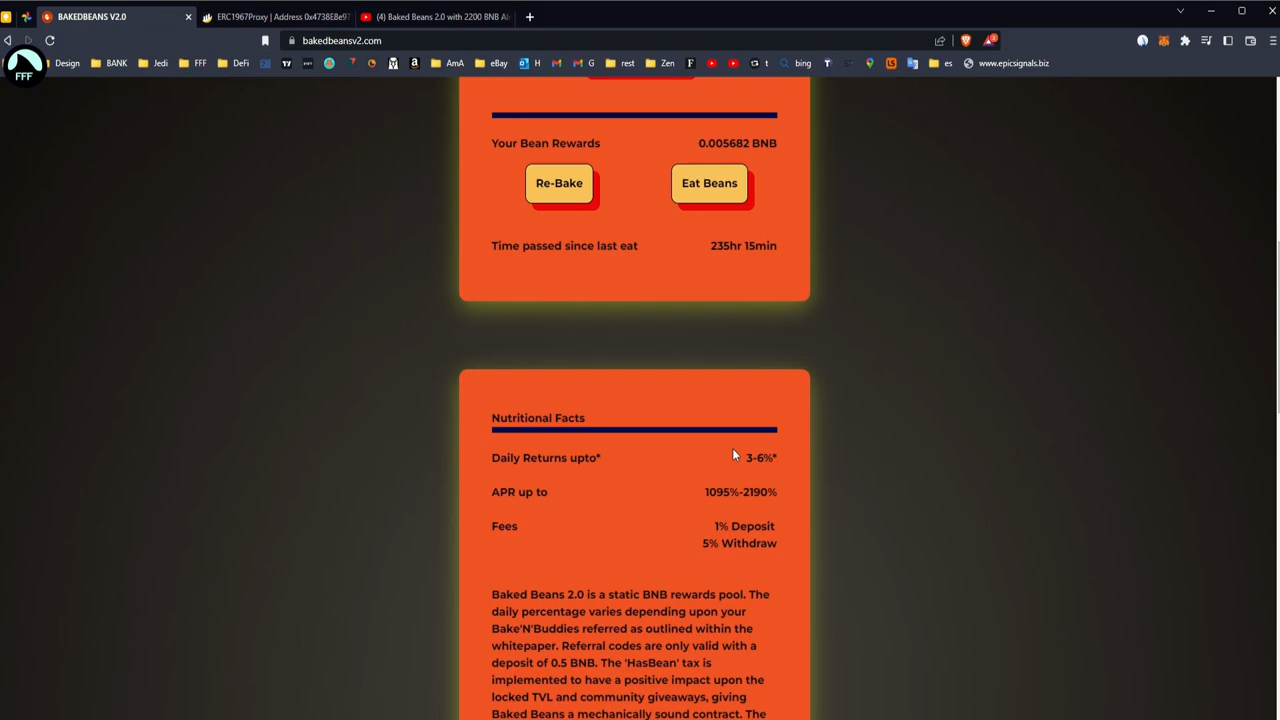 BAKEDBEANS V2.0
ERC1967Proxy | Address 0x4738E8e97
(4) Baked Beans 2.0 with 2200 BNB Al
bakedbeansv2.com
FFF
Design
BANK
Jedi
FFF
DeFi
AmA
eBay
H
G
rest
Zen
t
bing
es
www.epicsignals.biz
Your Bean Rewards 0.005682 BNB
Re-Bake
Eat Beans
Time passed since last eat 235hr 15min
Nutritional Facts
Daily Returns upto* 3-6%*
APR up to 1095%-2190%
Fees 1% Deposit
5% Withdraw
Baked Beans 2.0 is a static BNB rewards pool. The
daily percentage varies depending upon your
Bake'N'Buddies referred as outlined within the
whitepaper. Referral codes are only valid with a
deposit of 0.5 BNB. The 'HasBean' tax is
implemented to have a positive impact upon the
locked TVL and community giveaways, giving
Baked Beans a mechanically sound contract. The